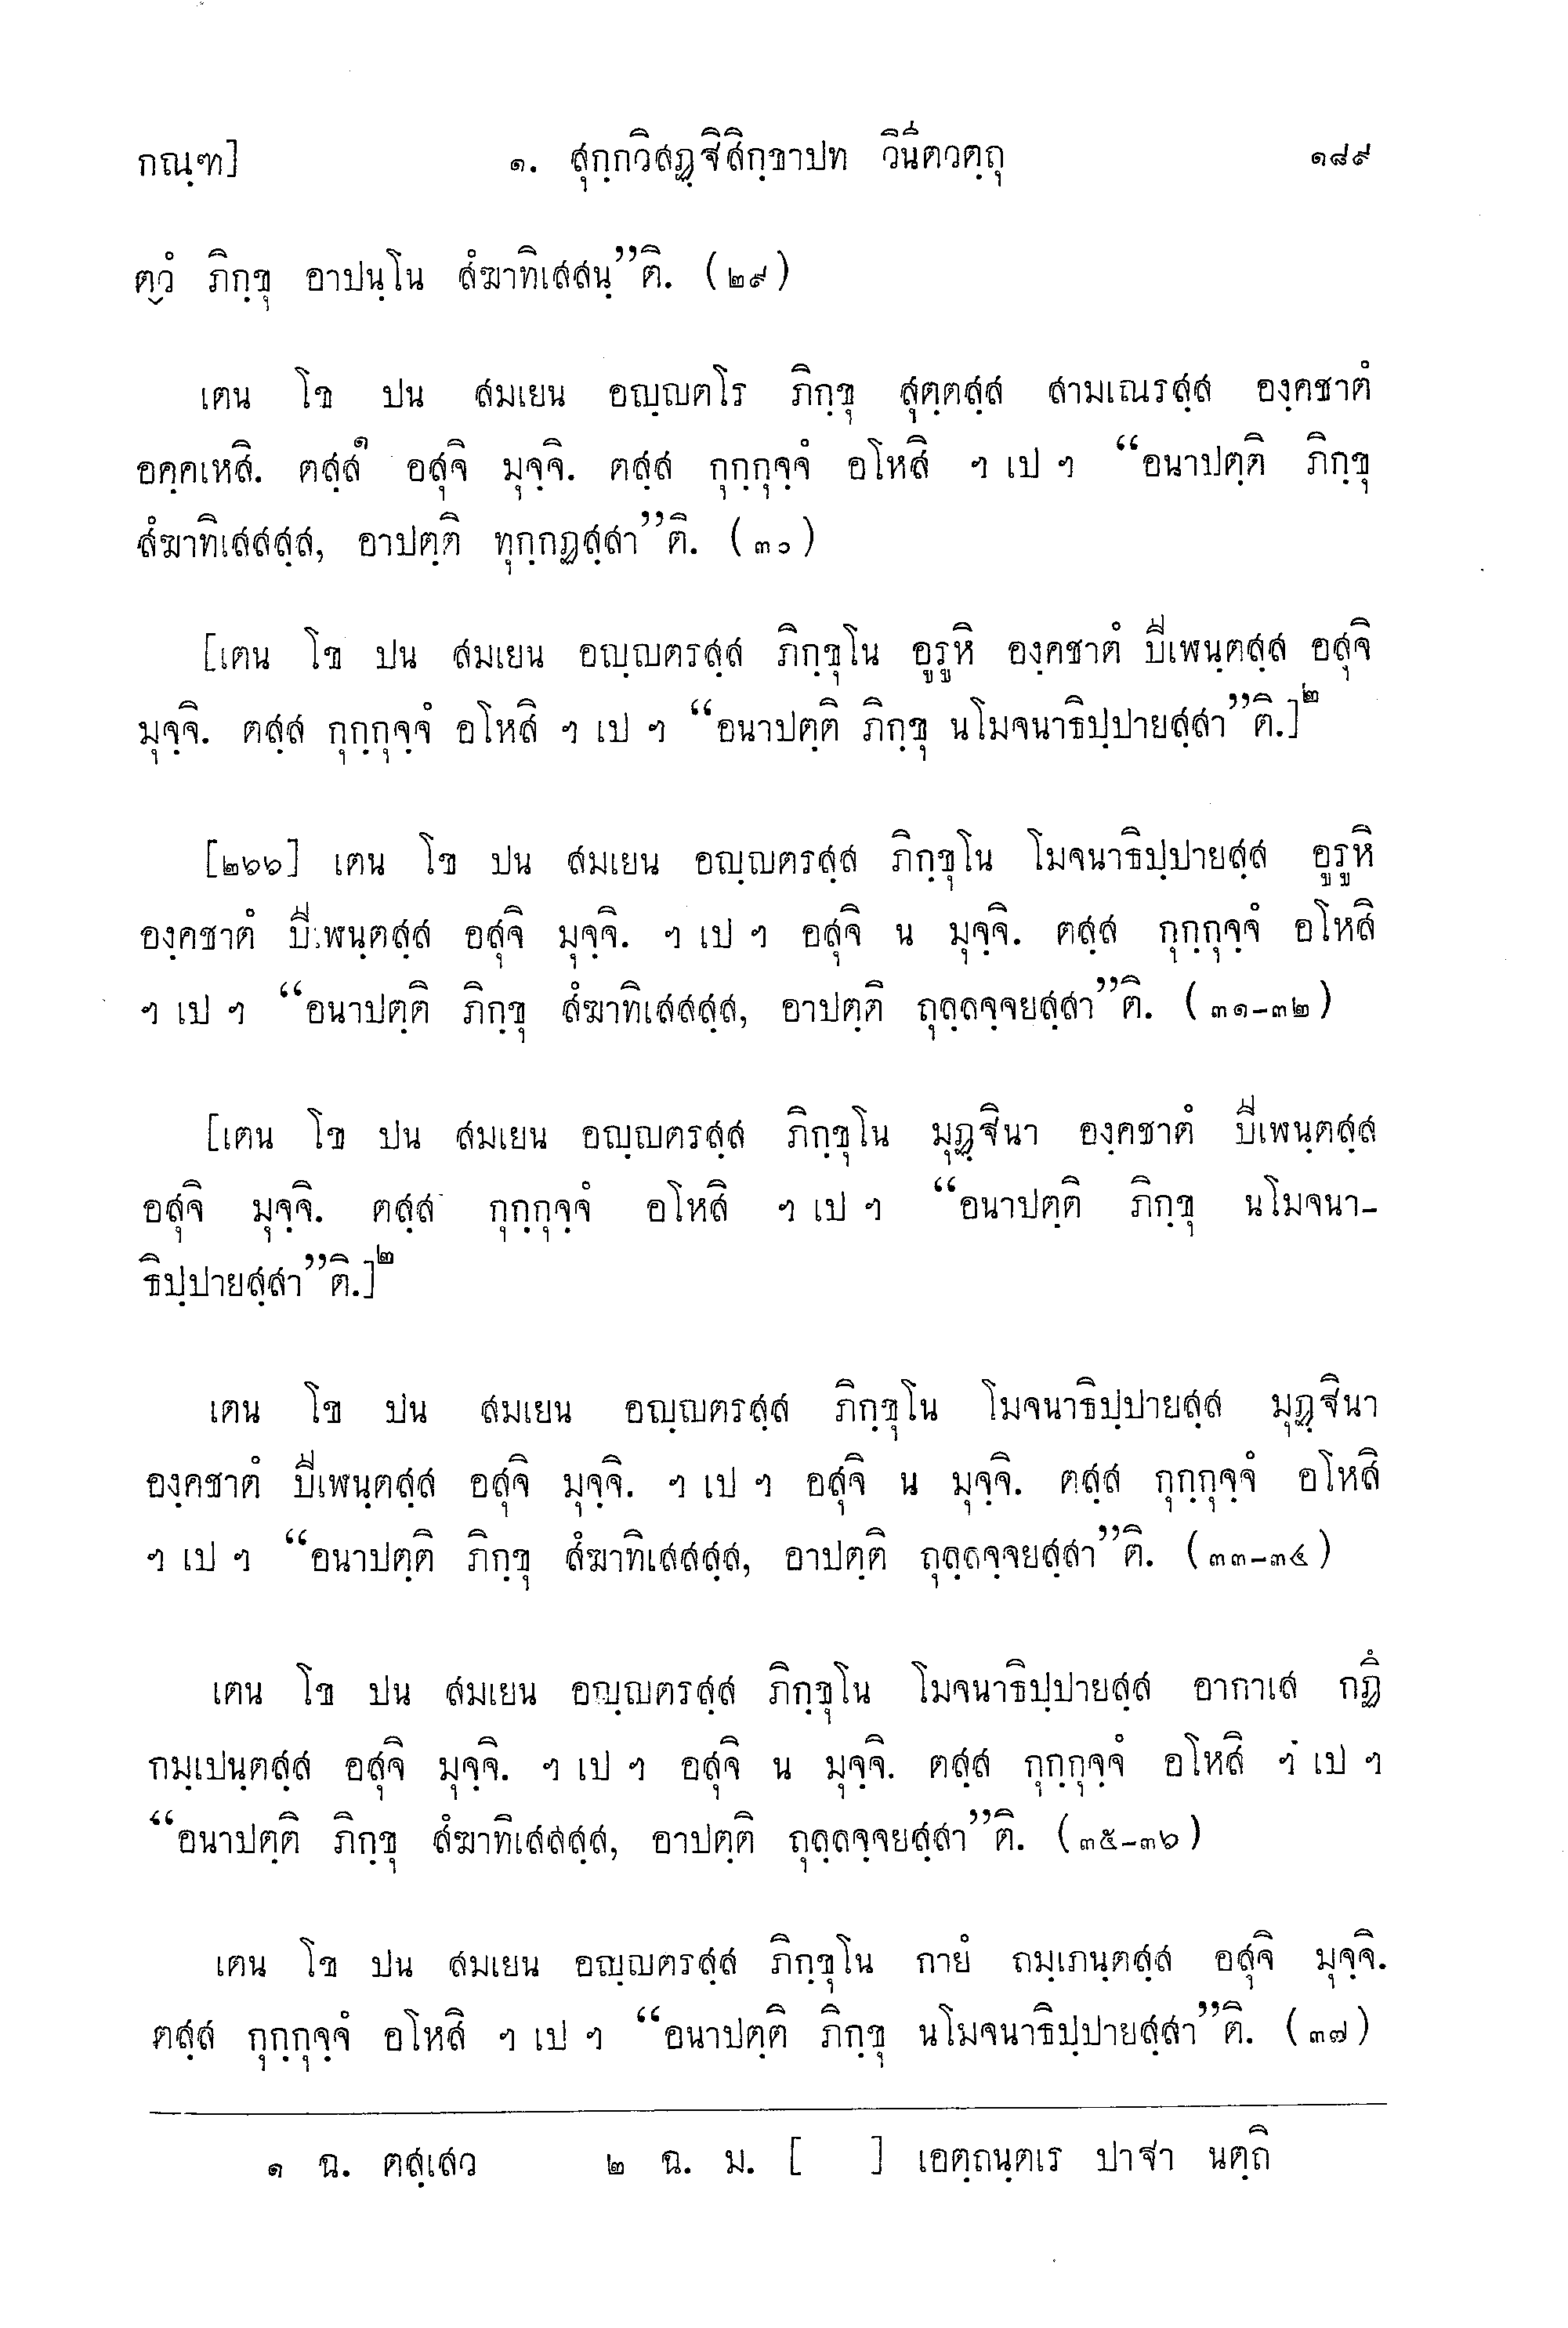 กณฺฑ] ๑. สุกฺกวิสฏฺฐิสิกฺขาปท วินีตวตฺถุ ๑๘๙
ตฺวํ ภิกฺขุ อาปนฺโน สํฆาทิเสสนฺ”ติ. (๒๙)
เตน โข ปน สมเยน อญฺญตโร ภิกฺขุ สุตฺตสฺส สามเณรสฺส องฺคชาตํ
อคฺคเหสิ. ตสฺส๑ อสุจิ มุจฺจิ. ตสฺส กุกฺกุจฺจํ อโหสิ ฯ เป ฯ “อนาปตฺติ ภิกฺขุ
สํฆาทิเสสสฺส, อาปตฺติ ทุกฺกฏสฺสา”ติ. (๓๐)
[เตน โข ปน สมเยน อญฺญตรสฺส ภิกฺขุโน อูรูหิ องฺคชาตํ ปีเฬนฺตสฺส อสุจิ
มุจฺจิ. ตสฺส กุกฺกุจฺจํ อโหสิ ฯ เป ฯ “อนาปตฺติ ภิกฺขุ นโมจนาธิปฺปายสฺสา”ติ.]๒
[๒๖๖] เตน โข ปน สมเยน อญฺญตรสฺส ภิกฺขุโน โมจนาธิปฺปายสฺส อูรูหิ
องฺคชาตํ ปีเฬนฺตสฺส อสุจิ มุจฺจิ. ฯ เป ฯ อสุจิ น มุจฺจิ. ตสฺส กุกฺกุจฺจํ อโหสิ
ฯ เป ฯ “อนาปตฺติ ภิกฺขุ สํฆาทิเสสสฺส, อาปตฺติ ถุลฺลจฺจยสฺสา”ติ. (๓๑-๓๒)
[เตน โข ปน สมเยน อญฺญตรสฺส ภิกฺขุโน มุฏฺฐินา องฺคชาตํ ปีเฬนฺตสฺส
อสุจิ มุจฺจิ. ตสฺส กุกฺกุจฺจํ อโหสิ ฯ เป ฯ “อนาปตฺติ ภิกฺขุ นโมจนา-
ธิปฺปายสฺสา”ติ.]๒
เตน โข ปน สมเยน อญฺญตรสฺส ภิกฺขุโน โมจนาธิปฺปายสฺส มุฏฺฐินา
องฺคชาตํ ปีเฬนฺตสฺส อสุจิ มุจฺจิ. ฯ เป ฯ อสุจิ น มุจฺจิ. ตสฺส กุกฺกุจฺจํ อโหสิ
ฯ เป ฯ “อนาปตฺติ ภิกฺขุ สํฆาทิเสสสฺส, อาปตฺติ ถุลฺลจฺจยสฺสา”ติ. (๓๓-๓๔)
เตน โข ปน สมเยน อญฺญตรสฺส ภิกฺขุโน โมจนาธิปฺปายสฺส อากาเส กฏึ
กมฺเปนฺตสฺส อสุจิ มุจฺจิ. ฯ เป ฯ อสุจิ น มุจฺจิ. ตสฺส กุกฺกุจฺจํ อโหสิ ฯ เป ฯ
“อนาปตฺติ ภิกฺขุ สํฆาทิเสสสฺส, อาปตฺติ ถุลฺลจฺจยสฺสา”ติ. (๓๕-๓๖)
เตน โข ปน สมเยน อญฺญตรสฺส ภิกฺขุโน กายํ ถมฺเภนฺตสฺส อสุจิ มุจฺจิ.
ตสฺส กุกฺกุจฺจํ อโหสิ ฯ เป ฯ “อนาปตฺติ ภิกฺขุ นโมจนาธิปฺปายสฺสา”ติ. (๓๗)
๑ ฉ. ตสฺเสว ๒ ฉ. ม. [ ] เอตฺถนฺตเร ปาฐา นตฺถิ